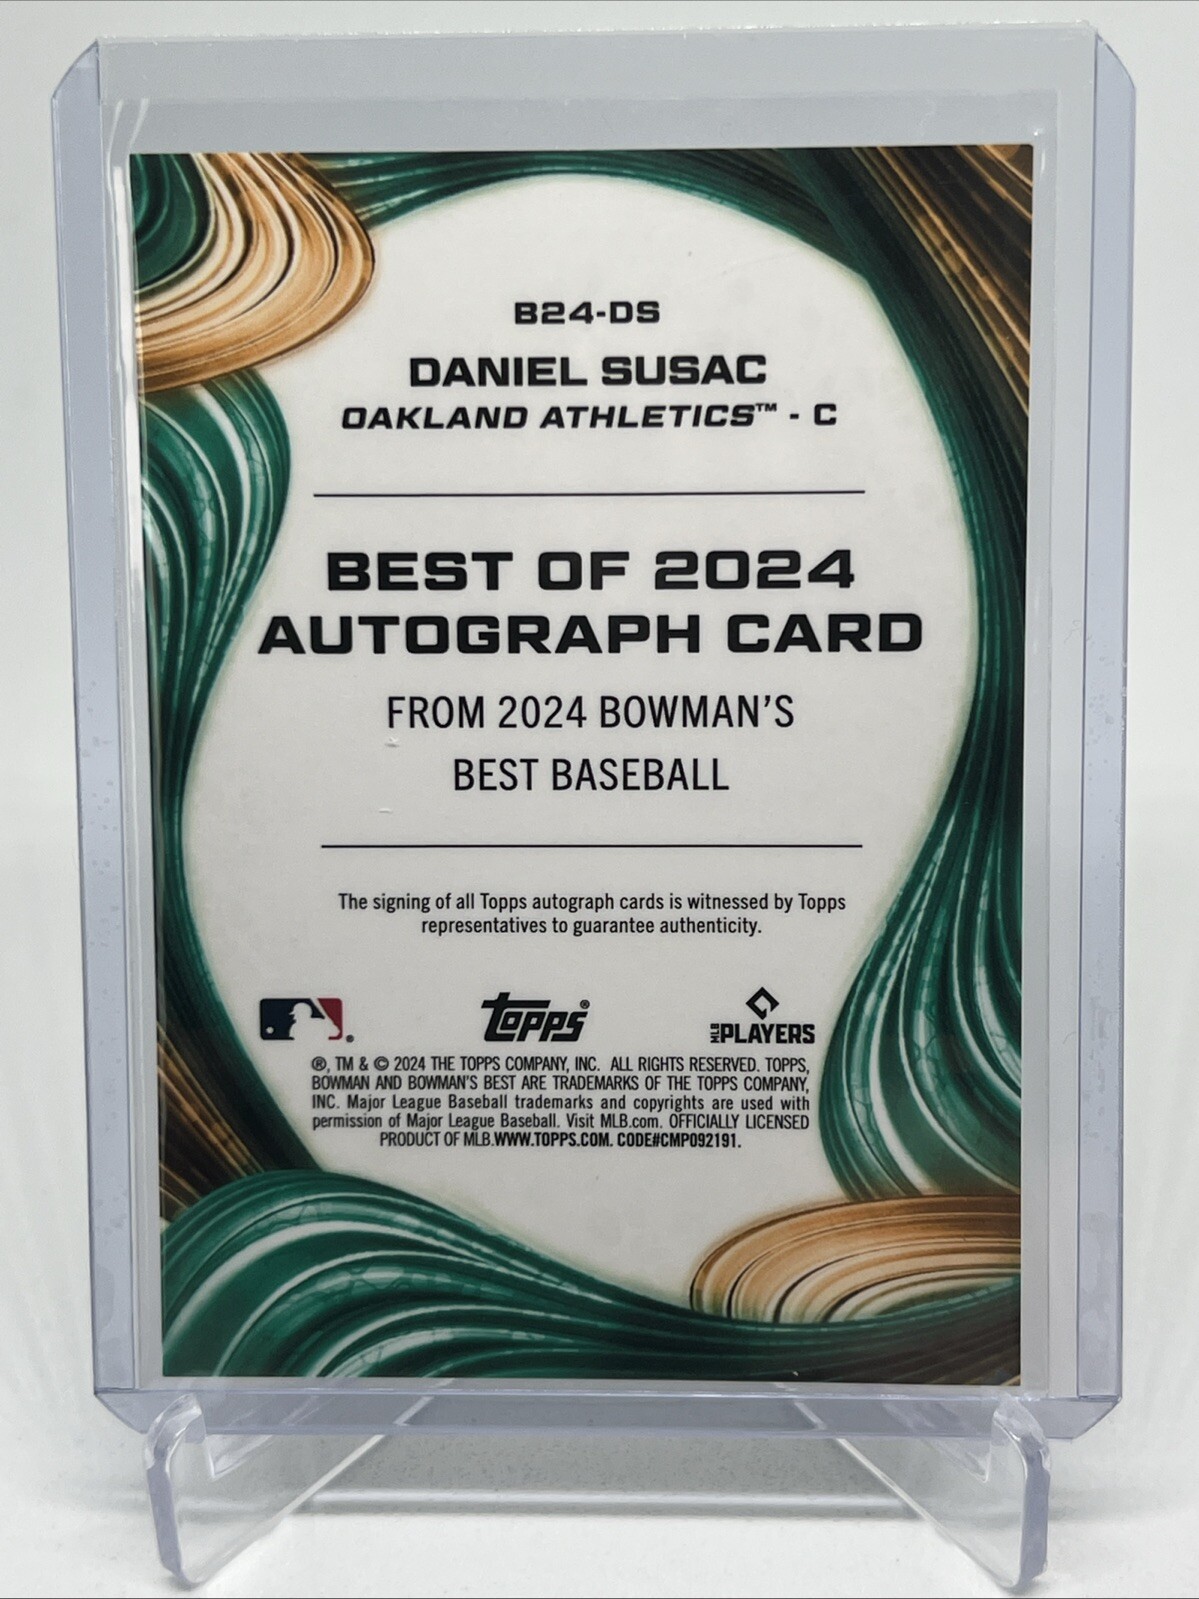 B24-DS
DANIEL SUSAC
OAKLAND ATHLETICS™ - C
BEST OF 2024
AUTOGRAPH CARD
FROM 2024 BOWMAN'S
BEST BASEBALL
The signing of all Topps autograph cards is witnessed by Topps
representatives to guarantee authenticity.
® Topps® MLB PLAYERS
®, TM & © 2024 THE TOPPS COMPANY, INC. ALL RIGHTS RESERVED. TOPPS,
BOWMAN AND BOWMAN'S BEST ARE TRADEMARKS OF THE TOPPS COMPANY,
INC. Major League Baseball trademarks and copyrights are used with
permission of Major League Baseball. Visit MLB.com. OFFICIALLY LICENSED
PRODUCT OF MLB.WWW.TOPPS.COM. CODE#CMP092191.